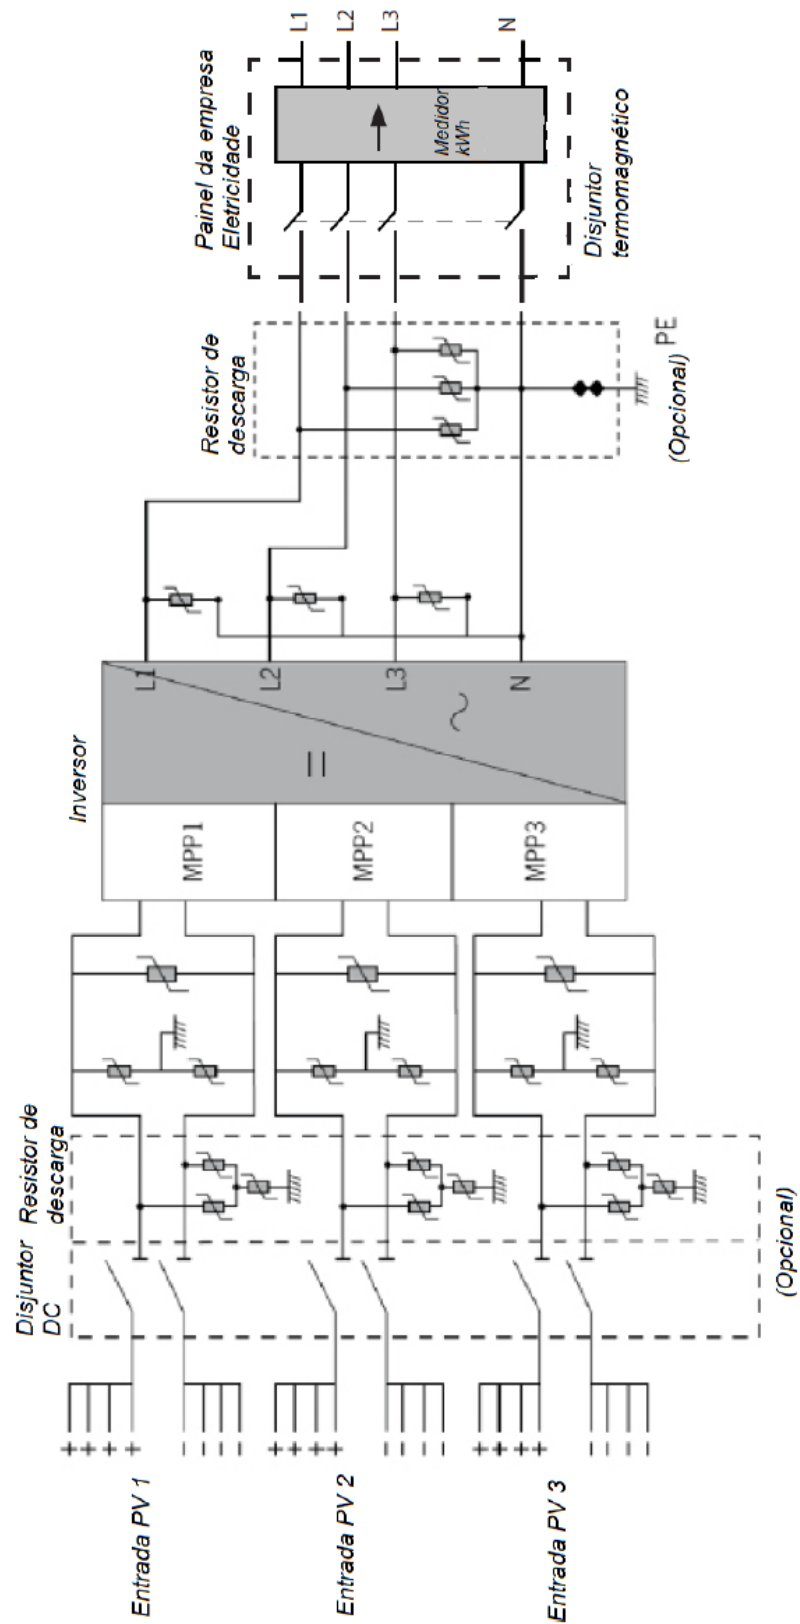 Entrada PV 1
Entrada PV 2
Entrada PV 3
+ + + +
- - - -
+ + + +
- - - -
+ + + +
- - - -
Disjuntor
DC
Resistor de
descarga
(Opcional)
Inversor
MPP1
MPP2
MPP3
=
~
L1
L2
L3
N
Resistor de
descarga
PE
(Opcional)
Painel da empresa
Eletricidade
Medidor
kWh
Disjuntor
termomagnético
L1
L2
L3
N